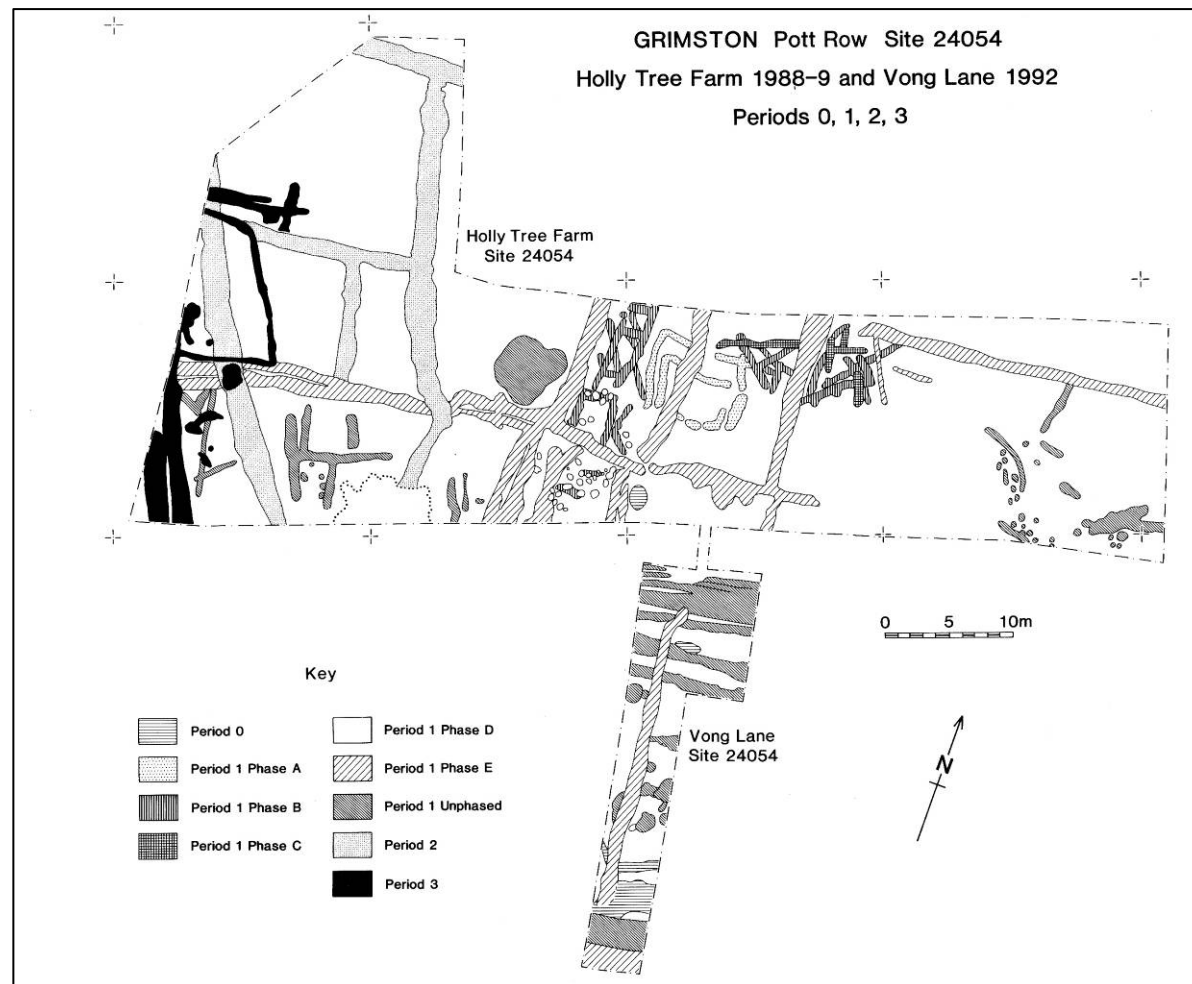 GRIMSTON Pott Row Site 24054
Holly Tree Farm 1988-9 and Vong Lane 1992
Periods 0, 1, 2, 3
Holly Tree Farm
Site 24054
0 5 10m
Key
Period 0
Period 1 Phase A
Period 1 Phase B
Period 1 Phase C
Period 1 Phase D
Period 1 Phase E
Period 1 Unphased
Period 2
Period 3
Vong Lane
Site 24054
N